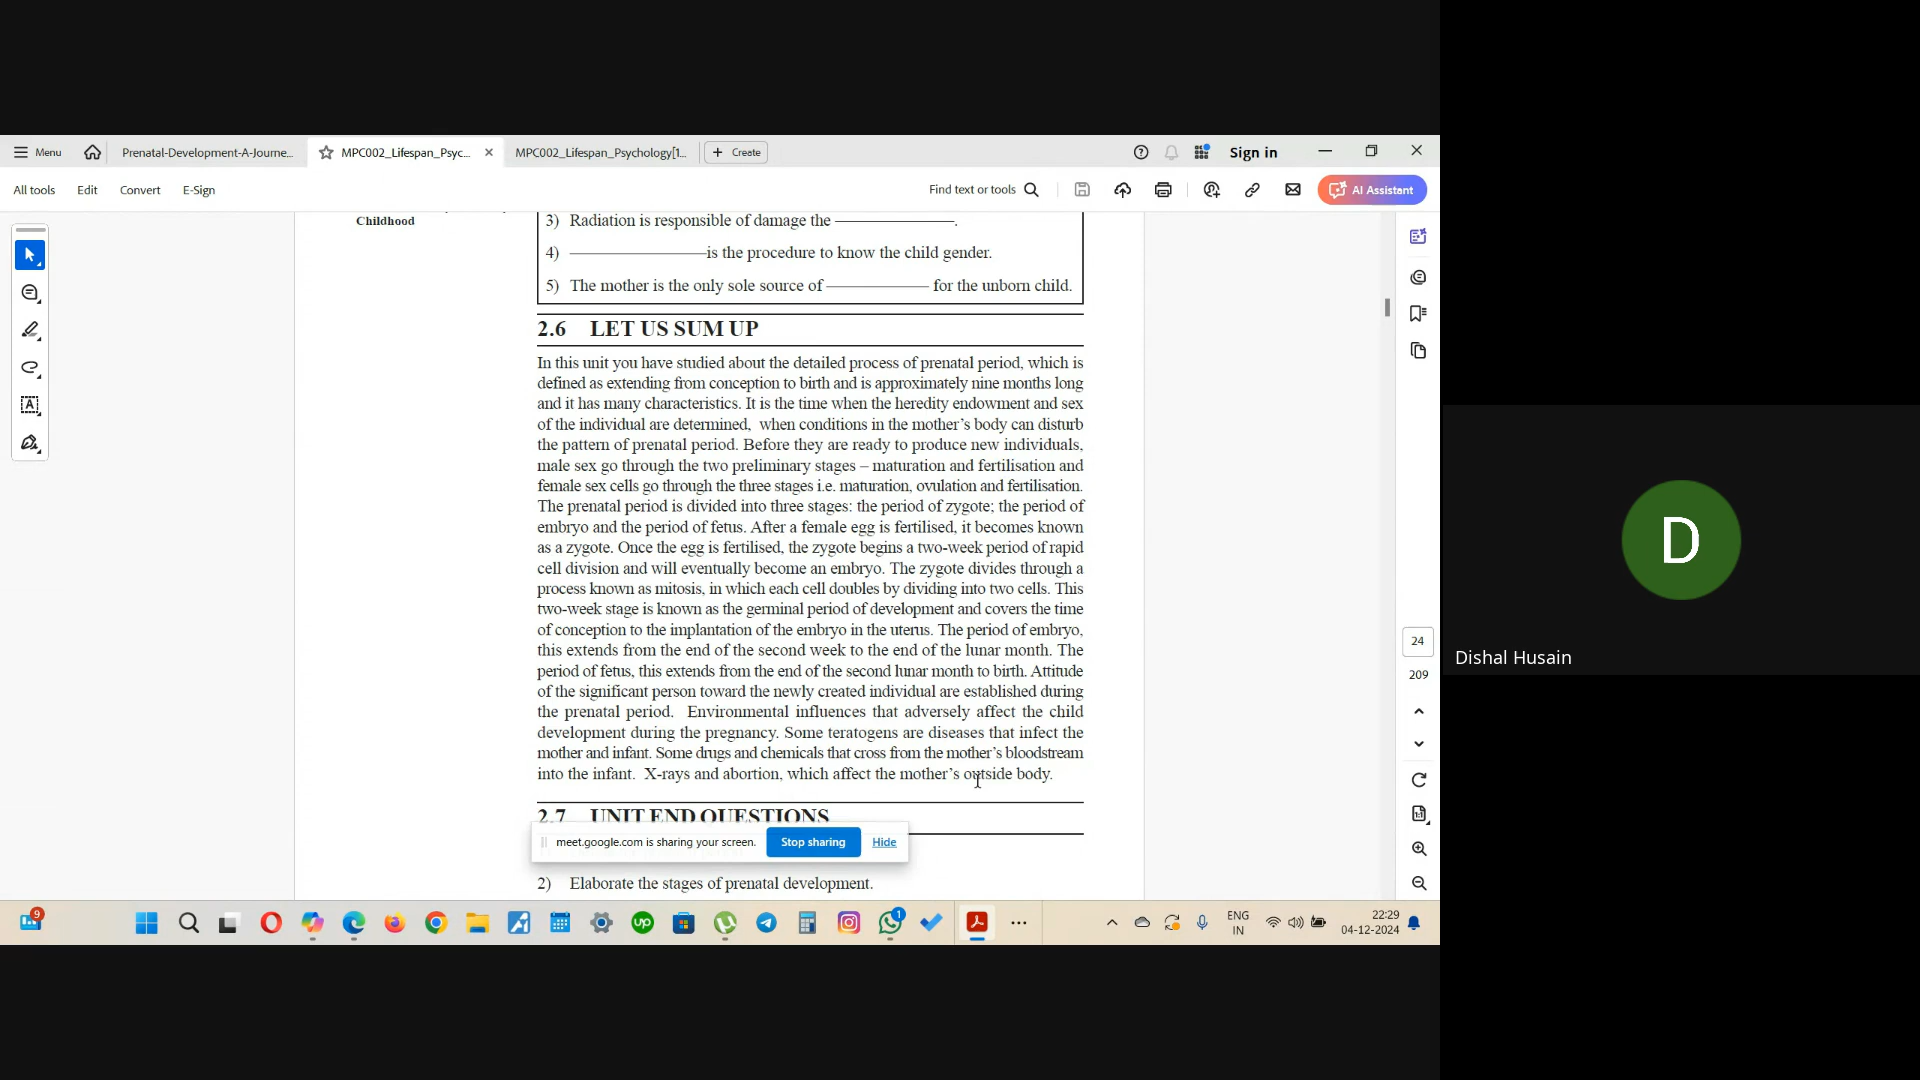 Menu
Prenatal-Development-A-Journe...
MPC002_Lifespan_Psyc...
MPC002_Lifespan_Psychology[1...
Create
Sign in
All tools
Edit
Convert
E-Sign
Find text or tools
AI Assistant
Childhood
3) Radiation is responsible of damage the ——————.
4) ——————is the procedure to know the child gender.
5) The mother is the only sole source of —————— for the unborn child.
2.6 LET US SUM UP
In this unit you have studied about the detailed process of prenatal period, which is
defined as extending from conception to birth and is approximately nine months long
and it has many characteristics. It is the time when the heredity endowment and sex
of the individual are determined, when conditions in the mother's body can disturb
the pattern of prenatal period. Before they are ready to produce new individuals,
male sex go through the two preliminary stages – maturation and fertilisation and
female sex cells go through the three stages i.e. maturation, ovulation and fertilisation.
The prenatal period is divided into three stages: the period of zygote; the period of
embryo and the period of fetus. After a female egg is fertilised, it becomes known
as a zygote. Once the egg is fertilised, the zygote begins a two-week period of rapid
cell division and will eventually become an embryo. The zygote divides through a
process known as mitosis, in which each cell doubles by dividing into two cells. This
two-week stage is known as the germinal period of development and covers the time
of conception to the implantation of the embryo in the uterus. The period of embryo,
this extends from the end of the second week to the end of the lunar month. The
period of fetus, this extends from the end of the second lunar month to birth. Attitude
of the significant person toward the newly created individual are established during
the prenatal period. Environmental influences that adversely affect the child
development during the pregnancy. Some teratogens are diseases that infect the
mother and infant. Some drugs and chemicals that cross from the mother's bloodstream
into the infant. X-rays and abortion, which affect the mother's outside body.
2.7 UNIT END QUESTIONS
meet.google.com is sharing your screen.
Stop sharing
Hide
2) Elaborate the stages of prenatal development.
24
209
D
Dishal Husain
9
up
1
ENG
IN
22:29
04-12-2024